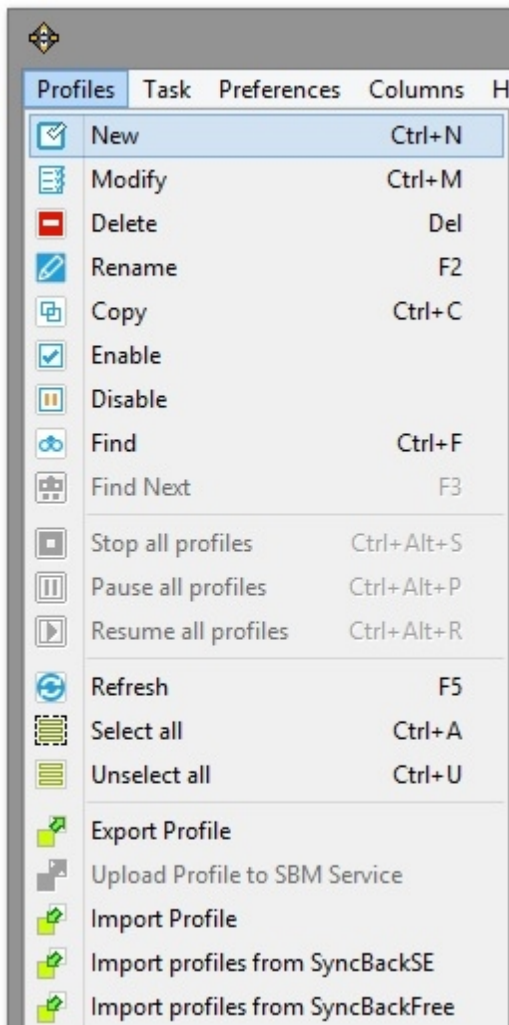 Profiles Task Preferences Columns H
New Ctrl+N
Modify Ctrl+M
Delete Del
Rename F2
Copy Ctrl+C
Enable
Disable
Find Ctrl+F
Find Next F3
Stop all profiles Ctrl+Alt+S
Pause all profiles Ctrl+Alt+P
Resume all profiles Ctrl+Alt+R
Refresh F5
Select all Ctrl+A
Unselect all Ctrl+U
Export Profile
Upload Profile to SBM Service
Import Profile
Import profiles from SyncBackSE
Import profiles from SyncBackFree